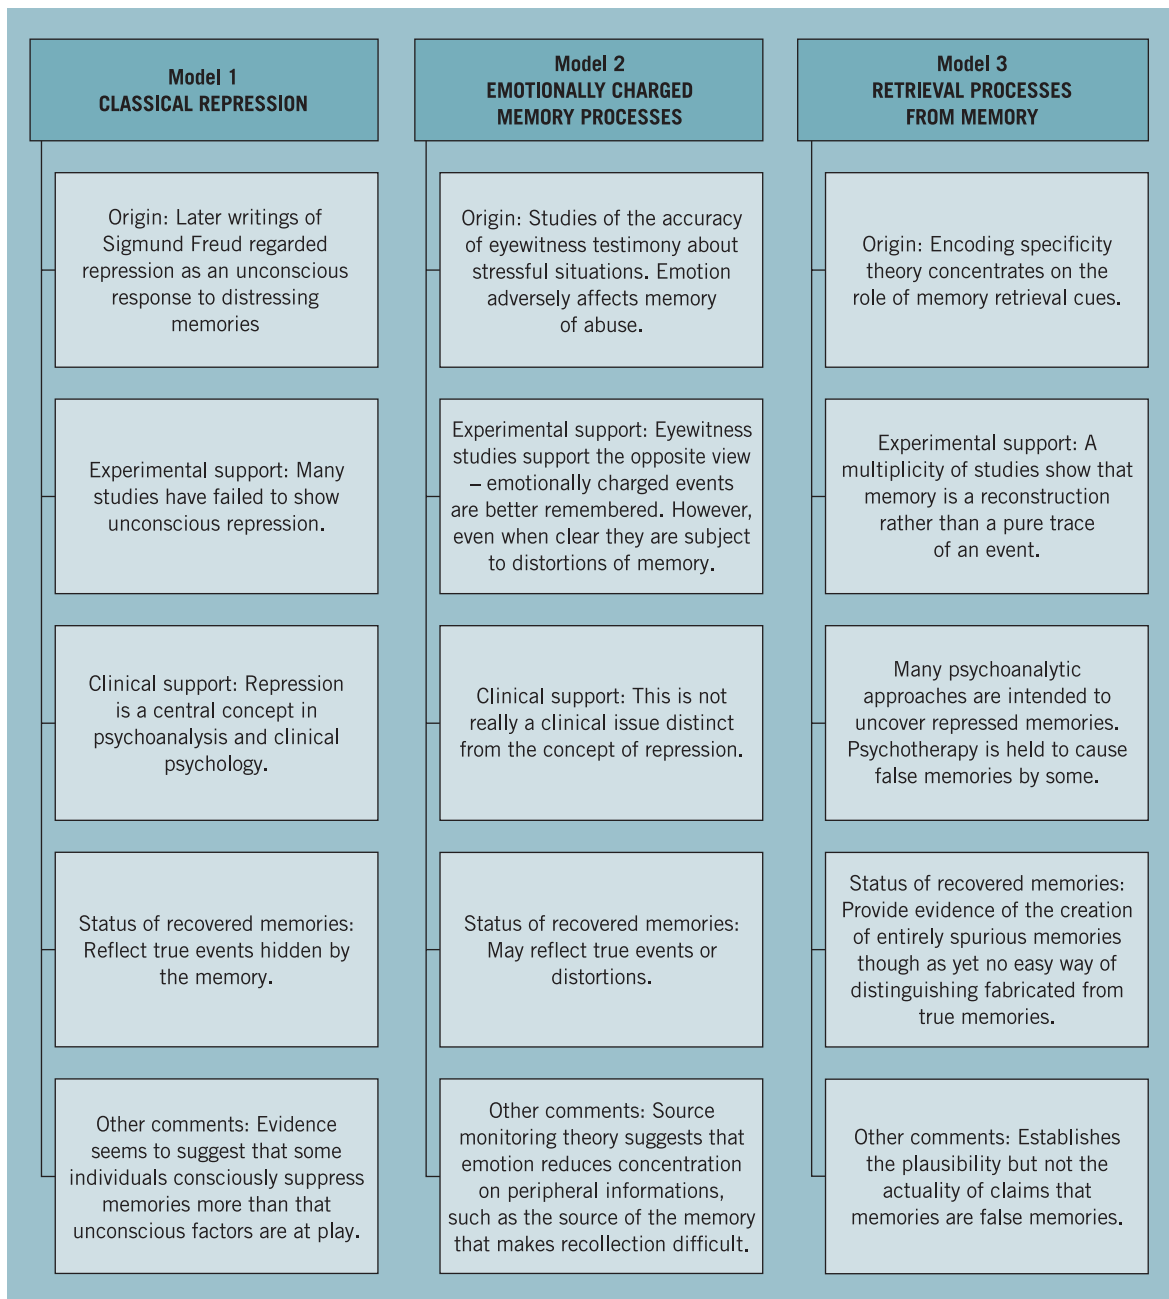 Model 1
CLASSICAL REPRESSION
Origin: Later writings of
Sigmund Freud regarded
repression as an unconscious
response to distressing
memories
Experimental support: Many
studies have failed to show
unconscious repression.
Clinical support: Repression
is a central concept in
psychoanalysis and clinical
psychology.
Status of recovered memories:
Reflect true events hidden by
the memory.
Other comments: Evidence
seems to suggest that some
individuals consciously suppress
memories more than that
unconscious factors are at play.
Model 2
EMOTIONALLY CHARGED
MEMORY PROCESSES
Origin: Studies of the accuracy
of eyewitness testimony about
stressful situations. Emotion
adversely affects memory
of abuse.
Experimental support: Eyewitness
studies support the opposite view
– emotionally charged events
are better remembered. However,
even when clear they are subject
to distortions of memory.
Clinical support: This is not
really a clinical issue distinct
from the concept of repression.
Status of recovered memories:
May reflect true events or
distortions.
Other comments: Source
monitoring theory suggests that
emotion reduces concentration
on peripheral informations,
such as the source of the memory
that makes recollection difficult.
Model 3
RETRIEVAL PROCESSES
FROM MEMORY
Origin: Encoding specificity
theory concentrates on the
role of memory retrieval cues.
Experimental support: A
multiplicity of studies show that
memory is a reconstruction
rather than a pure trace
of an event.
Many psychoanalytic
approaches are intended to
uncover repressed memories.
Psychotherapy is held to cause
false memories by some.
Status of recovered memories:
Provide evidence of the creation
of entirely spurious memories
though as yet no easy way of
distinguishing fabricated from
true memories.
Other comments: Establishes
the plausibility but not the
actuality of claims that
memories are false memories.